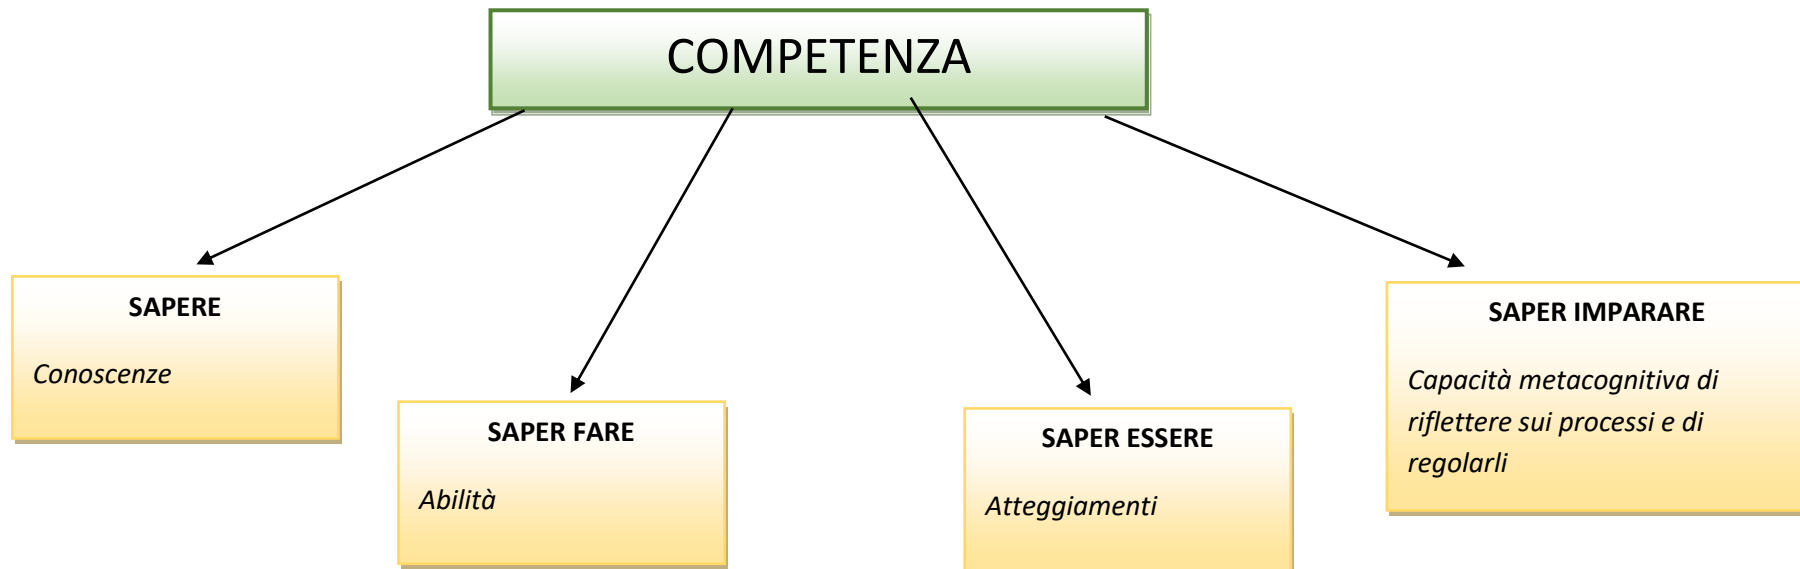 COMPETENZA
SAPERE
Conoscenze
SAPER FARE
Abilità
SAPER ESSERE
Atteggiamenti
SAPER IMPARARE
Capacità metacognitiva di
riflettere sui processi e di
regolarli